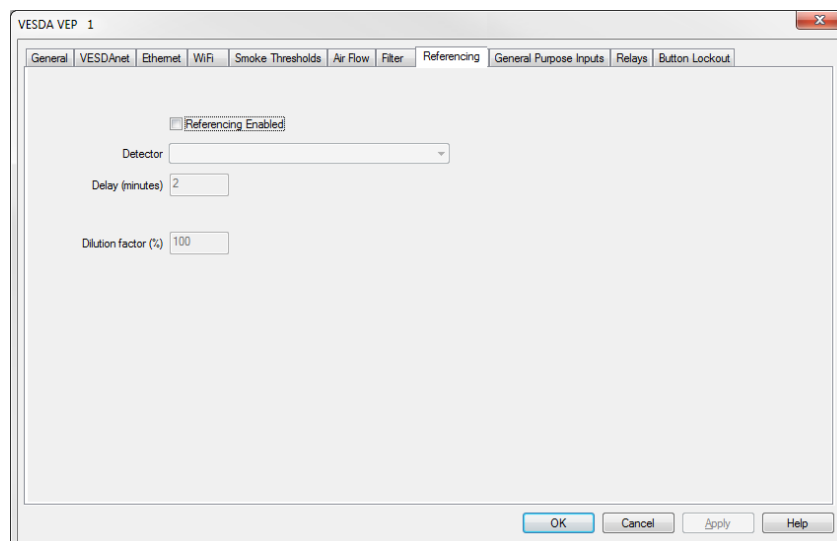 VESDA VEP 1
General VESDAnet Ethernet WiFi Smoke Thresholds Air Flow Filter Referencing General Purpose Inputs Relays Button Lockout
Referencing Enabled
Detector
Delay (minutes) 2
Dilution factor (%) 100
OK Cancel Apply Help